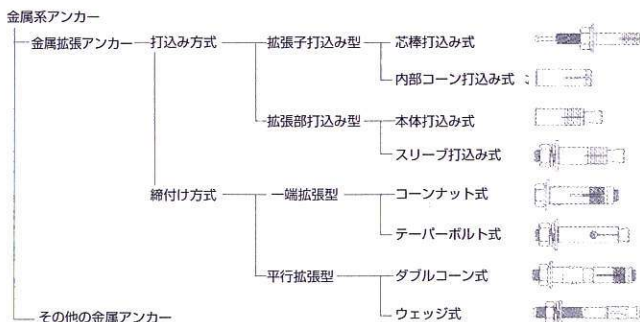 金属系アンカー
金属拡張アンカー 打込み方式 拡張子打込み型 芯棒打込み式
内部コーン打込み式
拡張部打込み型 本体打込み式
スリーブ打込み式
締付け方式 一端拡張型 コーンナット式
テーパーボルト式
平行拡張型 ダブルコーン式
ウェッジ式
その他の金属アンカー